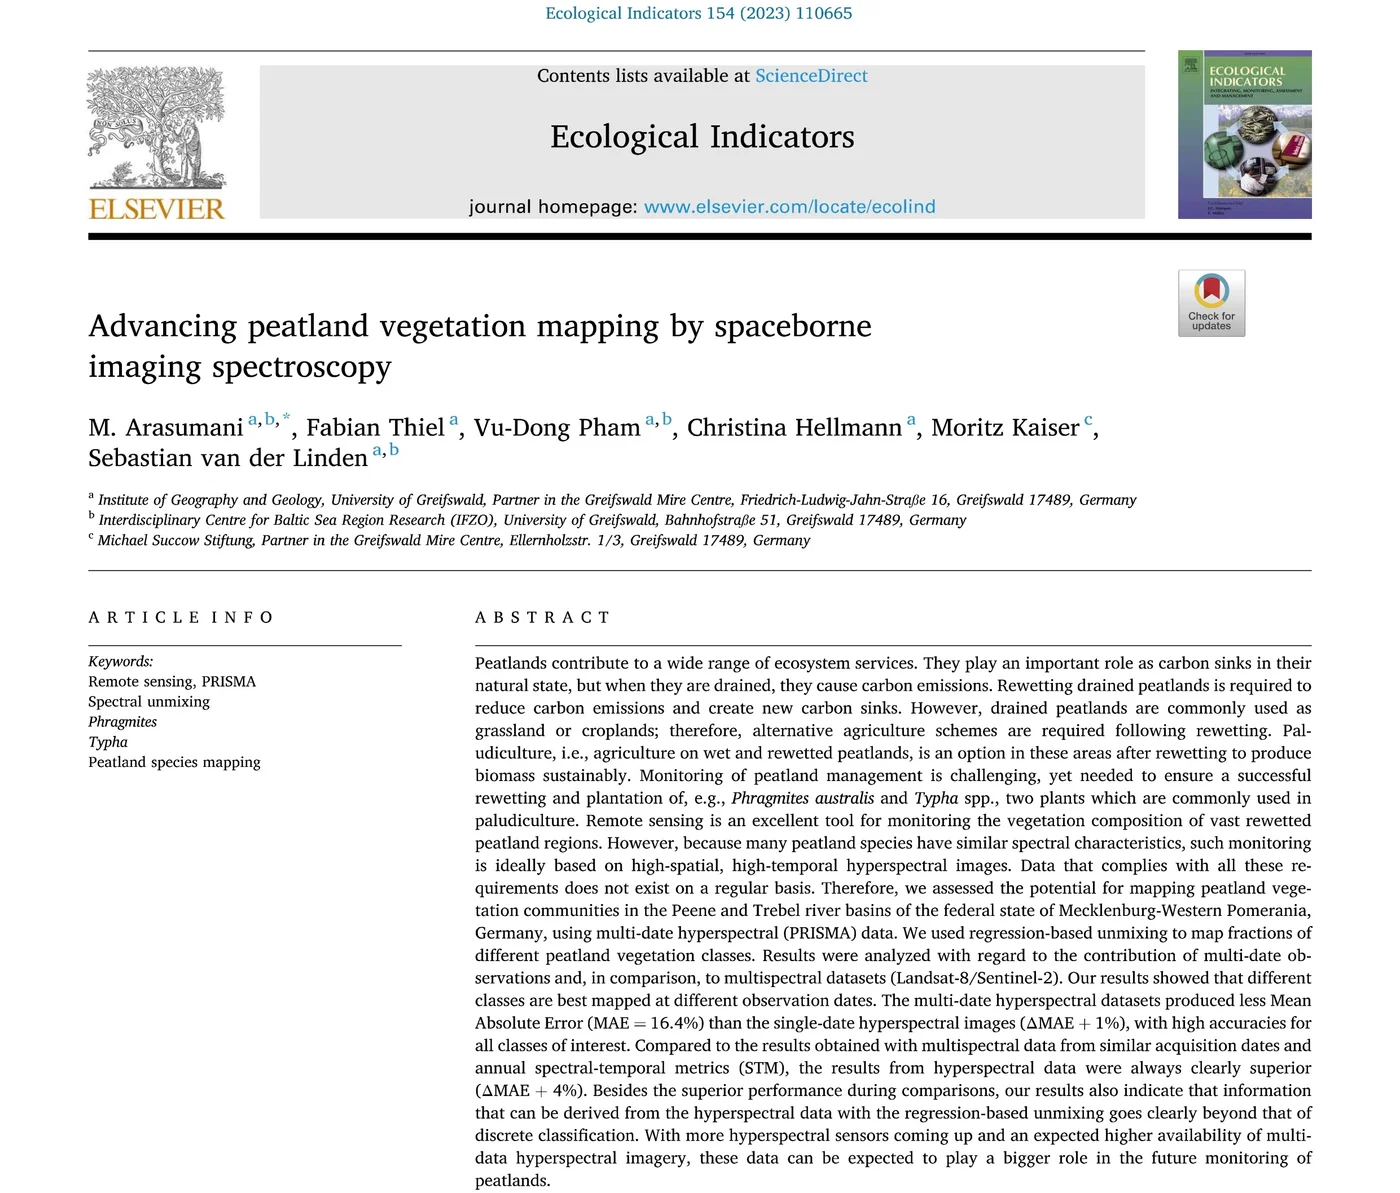 Ecological Indicators 154 (2023) 110665
Contents lists available at ScienceDirect
Ecological Indicators
journal homepage: www.elsevier.com/locate/ecolind
ELSEVIER
ECOLOGICAL
INDICATORS
INTEGRATING, MONITORING, ASSESSMENT
AND MANAGEMENT
Check for
updates
Advancing peatland vegetation mapping by spaceborne
imaging spectroscopy
M. Arasumani a,b,*, Fabian Thiel a, Vu-Dong Pham a,b, Christina Hellmann a, Moritz Kaiser c,
Sebastian van der Linden a,b
a Institute of Geography and Geology, University of Greifswald, Partner in the Greifswald Mire Centre, Friedrich-Ludwig-Jahn-Straße 16, Greifswald 17489, Germany
b Interdisciplinary Centre for Baltic Sea Region Research (IFZO), University of Greifswald, Bahnhofstraße 51, Greifswald 17489, Germany
c Michael Succow Stiftung, Partner in the Greifswald Mire Centre, Ellernholzstr. 1/3, Greifswald 17489, Germany
ARTICLE INFO
Keywords:
Remote sensing, PRISMA
Spectral unmixing
Phragmites
Typha
Peatland species mapping
ABSTRACT
Peatlands contribute to a wide range of ecosystem services. They play an important role as carbon sinks in their
natural state, but when they are drained, they cause carbon emissions. Rewetting drained peatlands is required to
reduce carbon emissions and create new carbon sinks. However, drained peatlands are commonly used as
grassland or croplands; therefore, alternative agriculture schemes are required following rewetting. Pal-
udiculture, i.e., agriculture on wet and rewetted peatlands, is an option in these areas after rewetting to produce
biomass sustainably. Monitoring of peatland management is challenging, yet needed to ensure a successful
rewetting and plantation of, e.g., Phragmites australis and Typha spp., two plants which are commonly used in
paludiculture. Remote sensing is an excellent tool for monitoring the vegetation composition of vast rewetted
peatland regions. However, because many peatland species have similar spectral characteristics, such monitoring
is ideally based on high-spatial, high-temporal hyperspectral images. Data that complies with all these re-
quirements does not exist on a regular basis. Therefore, we assessed the potential for mapping peatland vege-
tation communities in the Peene and Trebel river basins of the federal state of Mecklenburg-Western Pomerania,
Germany, using multi-date hyperspectral (PRISMA) data. We used regression-based unmixing to map fractions of
different peatland vegetation classes. Results were analyzed with regard to the contribution of multi-date ob-
servations and, in comparison, to multispectral datasets (Landsat-8/Sentinel-2). Our results showed that different
classes are best mapped at different observation dates. The multi-date hyperspectral datasets produced less Mean
Absolute Error (MAE = 16.4%) than the single-date hyperspectral images (ΔMAE + 1%), with high accuracies for
all classes of interest. Compared to the results obtained with multispectral data from similar acquisition dates and
annual spectral-temporal metrics (STM), the results from hyperspectral data were always clearly superior
(ΔMAE + 4%). Besides the superior performance during comparisons, our results also indicate that information
that can be derived from the hyperspectral data with the regression-based unmixing goes clearly beyond that of
discrete classification. With more hyperspectral sensors coming up and an expected higher availability of multi-
data hyperspectral imagery, these data can be expected to play a bigger role in the future monitoring of
peatlands.